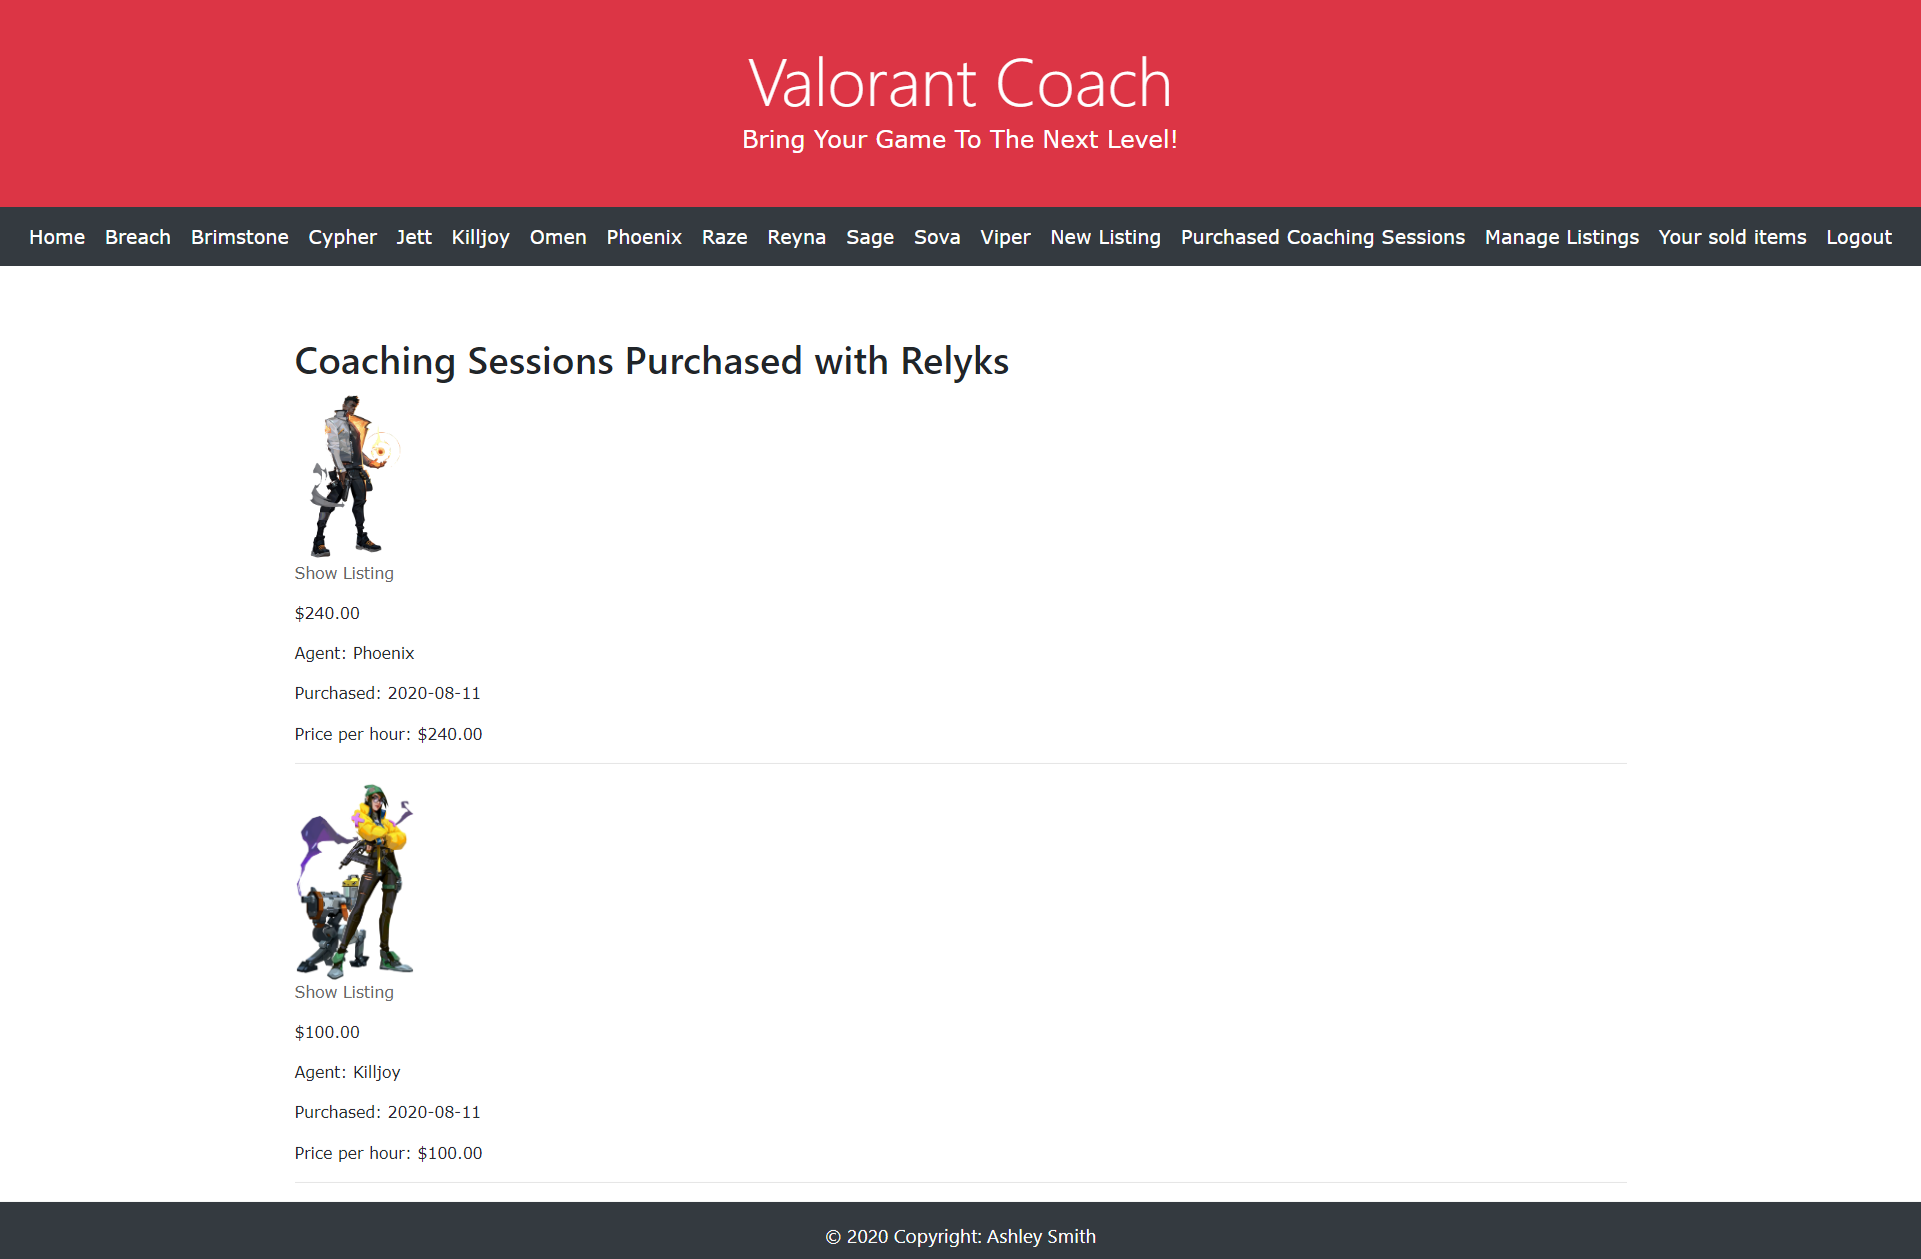 Valorant Coach
Bring Your Game To The Next Level!
Home Breach Brimstone Cypher Jett Killjoy Omen Phoenix Raze Reyna Sage Sova Viper New Listing Purchased Coaching Sessions Manage Listings Your sold items Logout
Coaching Sessions Purchased with Relyks
Show Listing
$240.00
Agent: Phoenix
Purchased: 2020-08-11
Price per hour: $240.00
Show Listing
$100.00
Agent: Killjoy
Purchased: 2020-08-11
Price per hour: $100.00
© 2020 Copyright: Ashley Smith